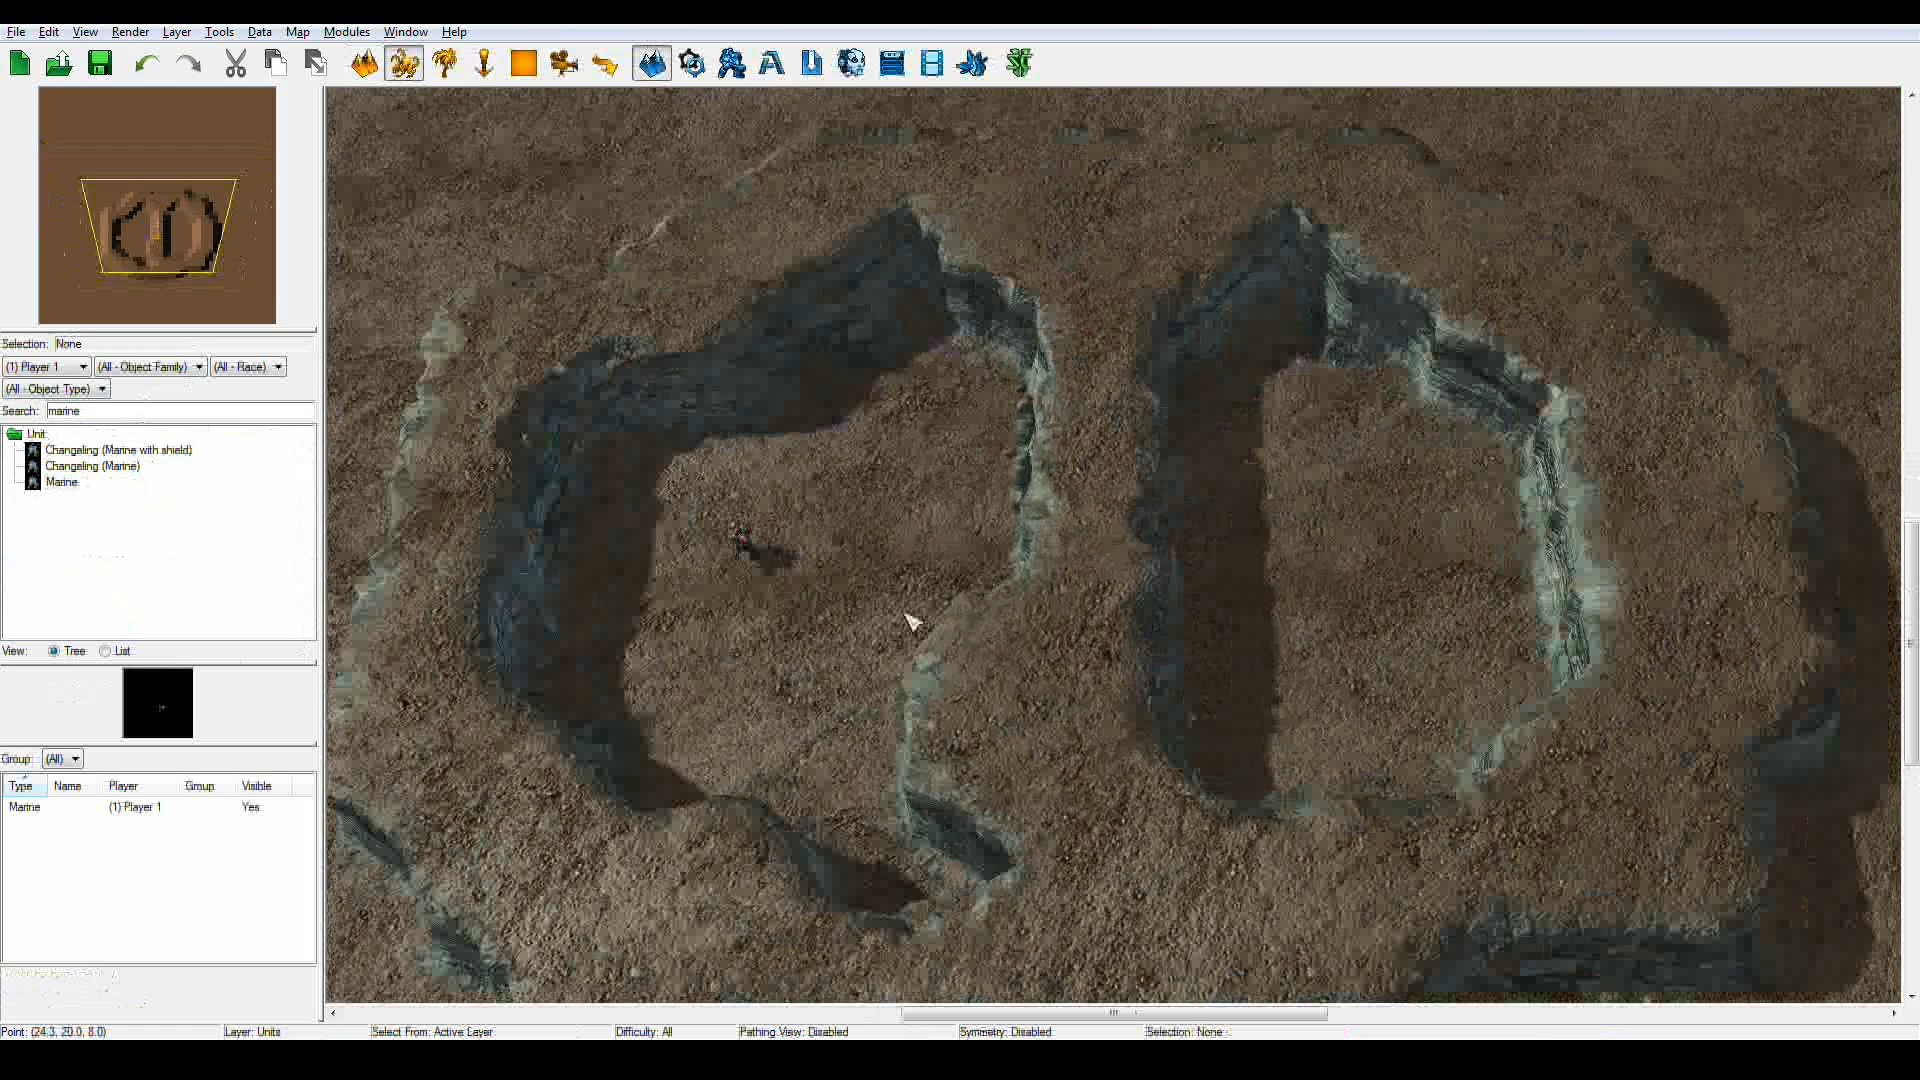 File Edit View Render Layer Tools Data Map Modules Window Help
Selection: None
(1) Player 1 (All - Object Family) (All - Race)
(All - Object Type)
Search: marine
Unit
Changeling (Marine with shield)
Changeling (Marine)
Marine
View: Tree List
Group: (All)
Type Name Player Group Visible
Marine (1) Player 1 Yes
Point: (24.3, 20.0, 8.0) Layer: Units Select From: Active Layer Difficulty: All Pathing View: Disabled Symmetry: Disabled Selection: None